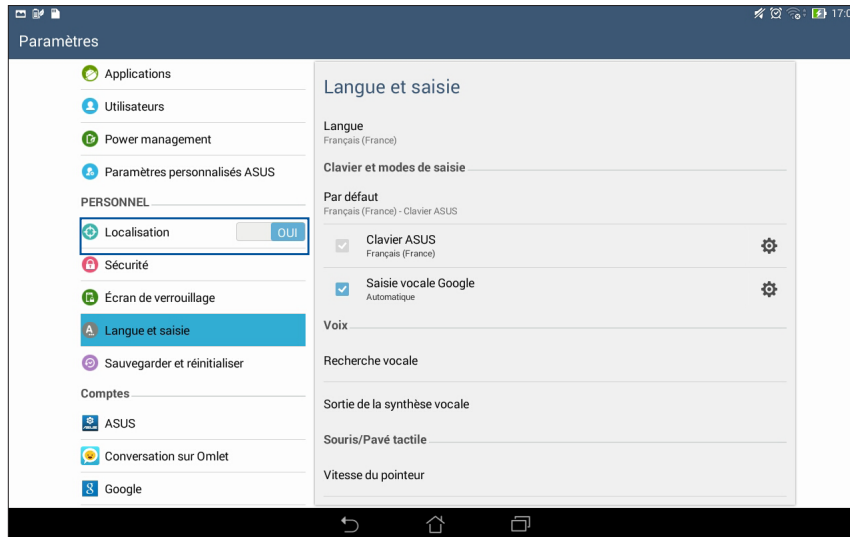 17:0
Paramètres
Applications
Utilisateurs
Power management
Paramètres personnalisés ASUS
PERSONNEL
Localisation OUI
Sécurité
Écran de verrouillage
Langue et saisie
Sauvegarder et réinitialiser
Comptes
ASUS
Conversation sur Omlet
Google
Langue et saisie
Langue
Français (France)
Clavier et modes de saisie
Par défaut
Français (France) - Clavier ASUS
Clavier ASUS
Français (France)
Saisie vocale Google
Automatique
Voix
Recherche vocale
Sortie de la synthèse vocale
Souris/Pavé tactile
Vitesse du pointeur